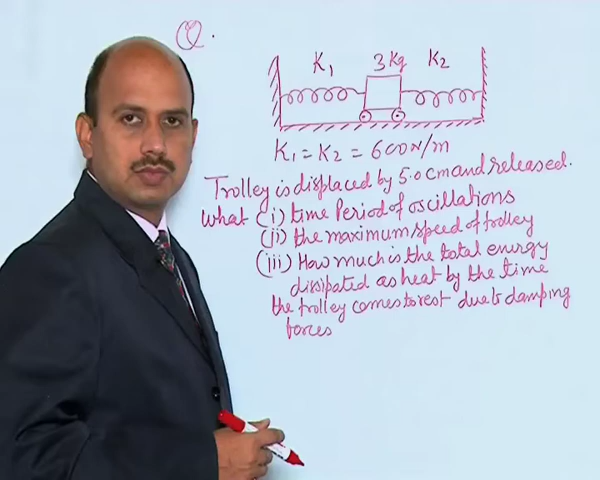 Q.
K1 3 Kg K2
K1 = K2 = 600 N/m
Trolley is displaced by 5.0 cm and released.
What (i) time Period of oscillations
(ii) the maximum speed of trolley
(iii) How much is the total energy
dissipated as heat by the time
the trolley comes to rest due to damping
forces